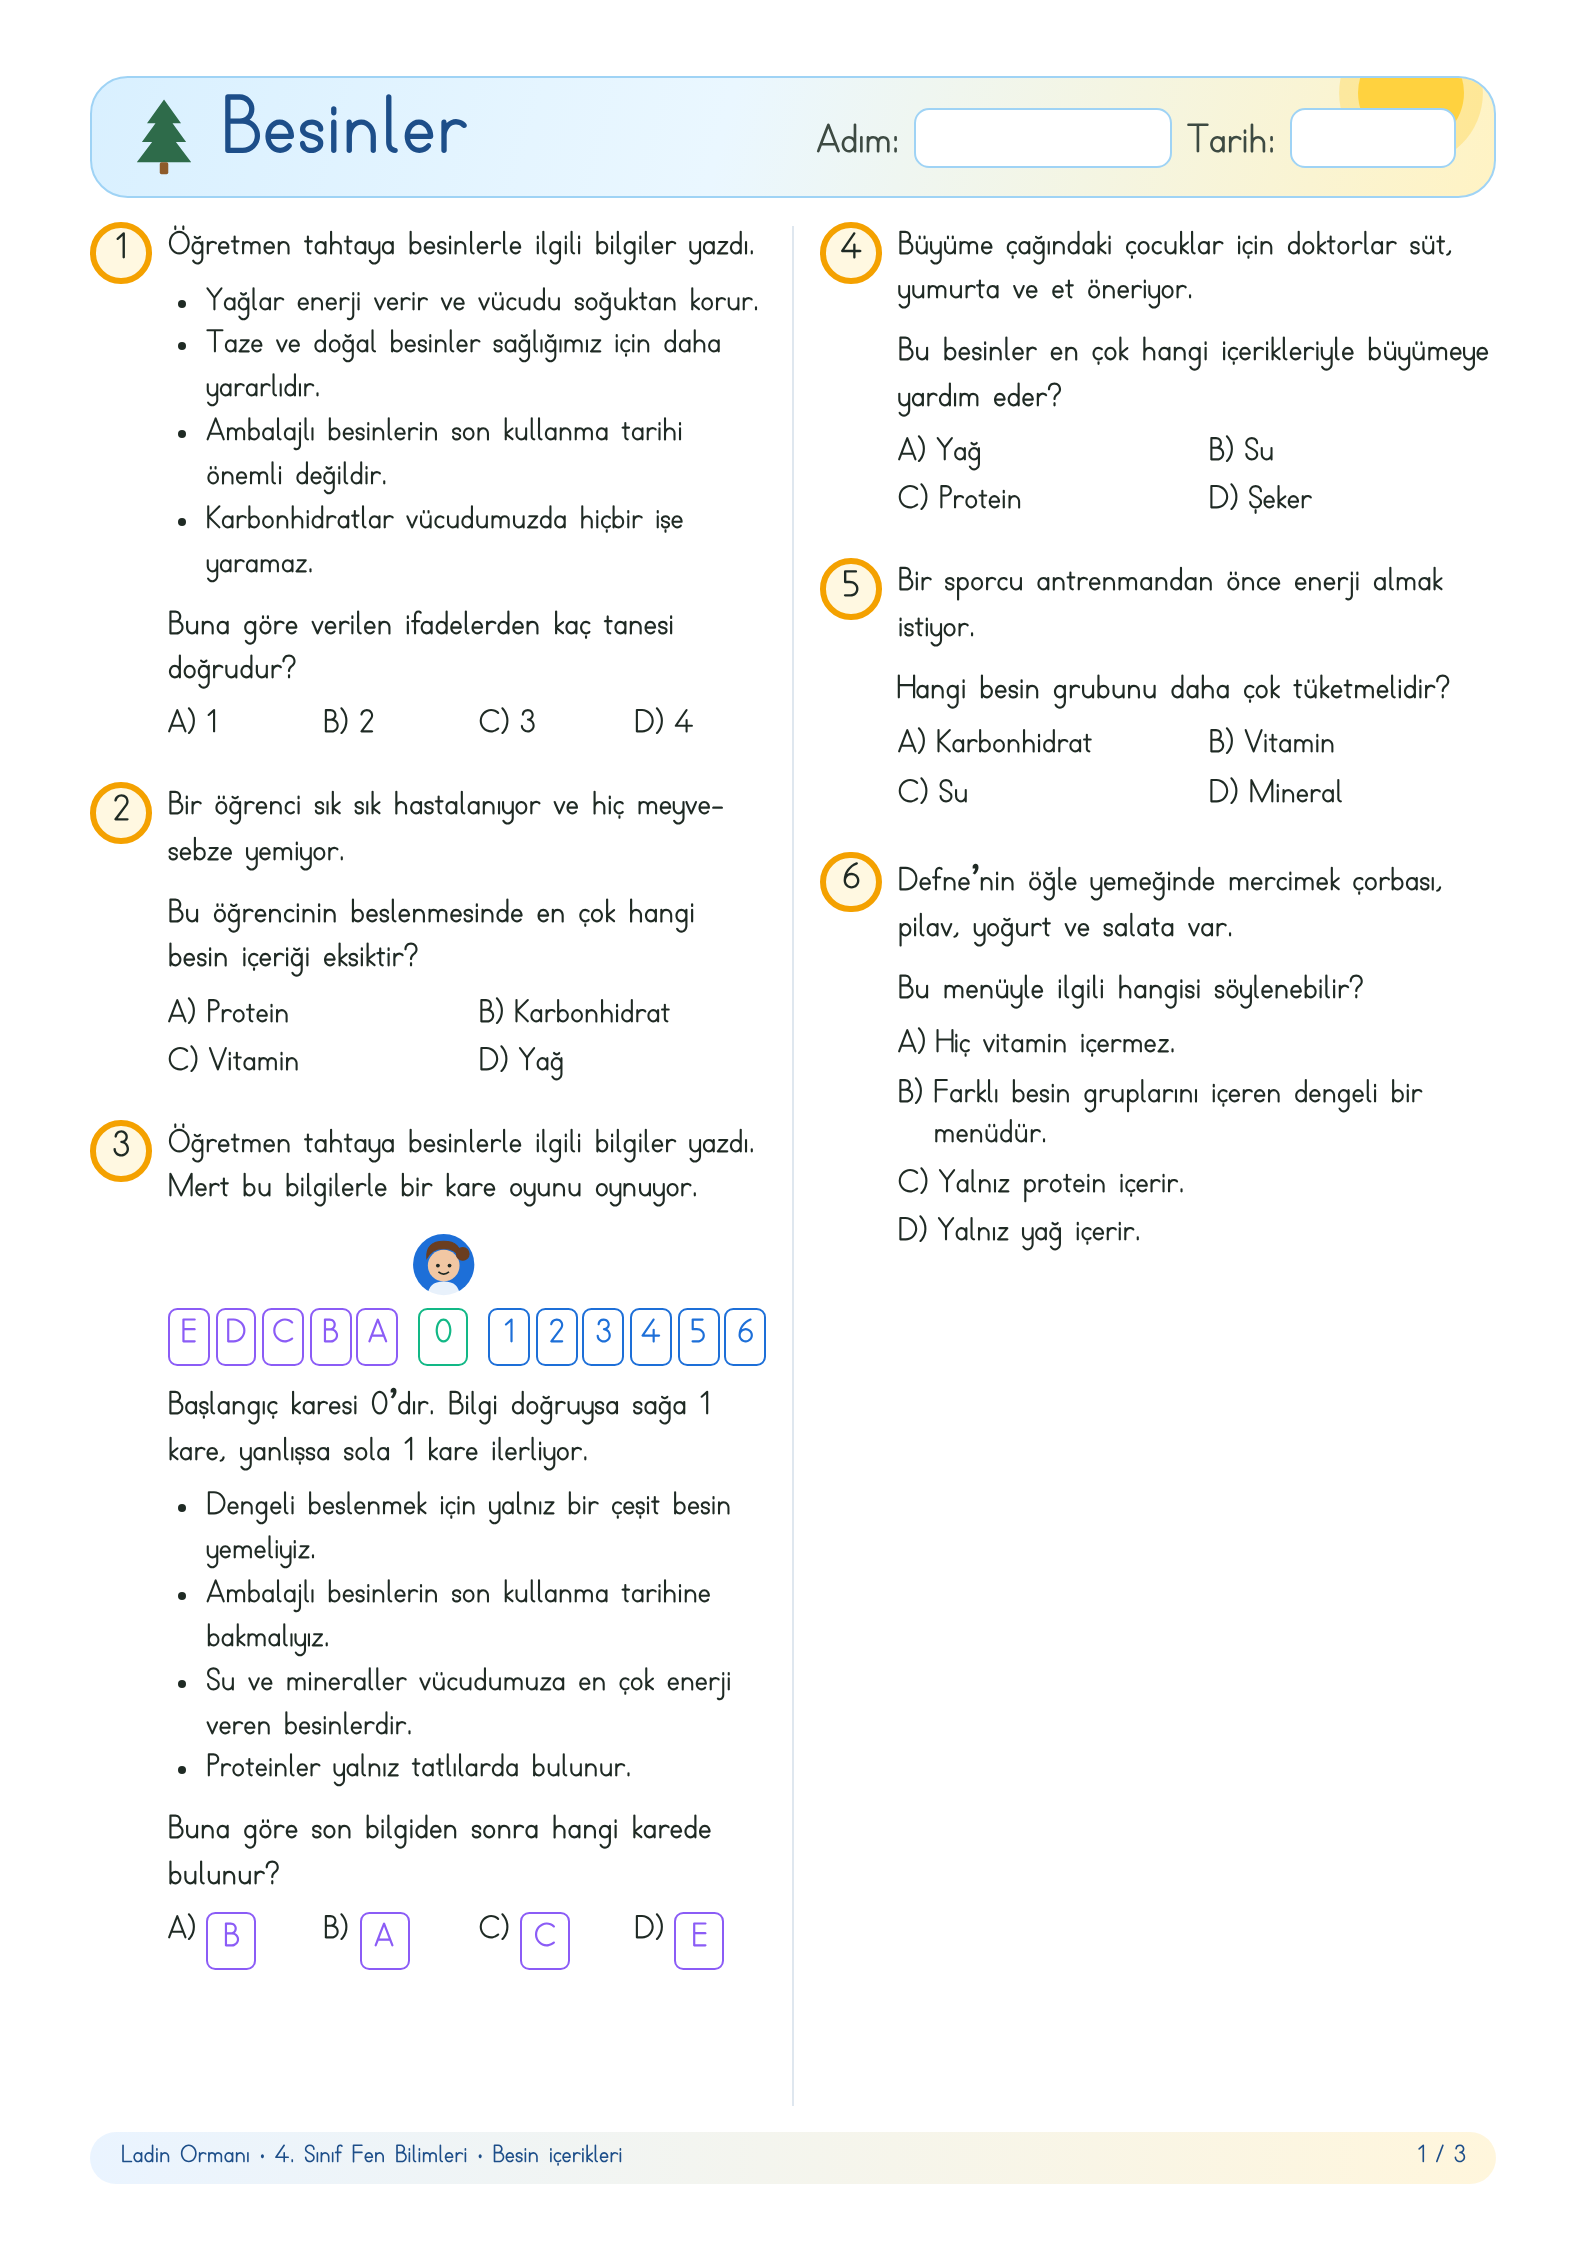 Besinler
Adım:
Tarih:
1
Öğretmen tahtaya besinlerle ilgili bilgiler yazdı.
• Yağlar enerji verir ve vücudu soğuktan korur.
• Taze ve doğal besinler sağlığımız için daha
yararlıdır.
• Ambalajlı besinlerin son kullanma tarihi
önemli değildir.
• Karbonhidratlar vücudumuzda hiçbir işe
yaramaz.
Buna göre verilen ifadelerden kaç tanesi
doğrudur?
A) 1 B) 2 C) 3 D) 4
2
Bir öğrenci sık sık hastalanıyor ve hiç meyve-
sebze yemiyor.
Bu öğrencinin beslenmesinde en çok hangi
besin içeriği eksiktir?
A) Protein B) Karbonhidrat
C) Vitamin D) Yağ
3
Öğretmen tahtaya besinlerle ilgili bilgiler yazdı.
Mert bu bilgilerle bir kare oyunu oynuyor.
E D C B A 0 1 2 3 4 5 6
Başlangıç karesi 0’dır. Bilgi doğruysa sağa 1
kare, yanlışsa sola 1 kare ilerliyor.
• Dengeli beslenmek için yalnız bir çeşit besin
yemeliyiz.
• Ambalajlı besinlerin son kullanma tarihine
bakmalıyız.
• Su ve mineraller vücudumuza en çok enerji
veren besinlerdir.
• Proteinler yalnız tatlılarda bulunur.
Buna göre son bilgiden sonra hangi karede
bulunur?
A) B B) A C) C D) E
4
Büyüme çağındaki çocuklar için doktorlar süt,
yumurta ve et öneriyor.
Bu besinler en çok hangi içerikleriyle büyümeye
yardım eder?
A) Yağ B) Su
C) Protein D) Şeker
5
Bir sporcu antrenmandan önce enerji almak
istiyor.
Hangi besin grubunu daha çok tüketmelidir?
A) Karbonhidrat B) Vitamin
C) Su D) Mineral
6
Defne’nin öğle yemeğinde mercimek çorbası,
pilav, yoğurt ve salata var.
Bu menüyle ilgili hangisi söylenebilir?
A) Hiç vitamin içermez.
B) Farklı besin gruplarını içeren dengeli bir
menüdür.
C) Yalnız protein içerir.
D) Yalnız yağ içerir.
Ladin Ormanı • 4. Sınıf Fen Bilimleri • Besin içerikleri
1 / 3